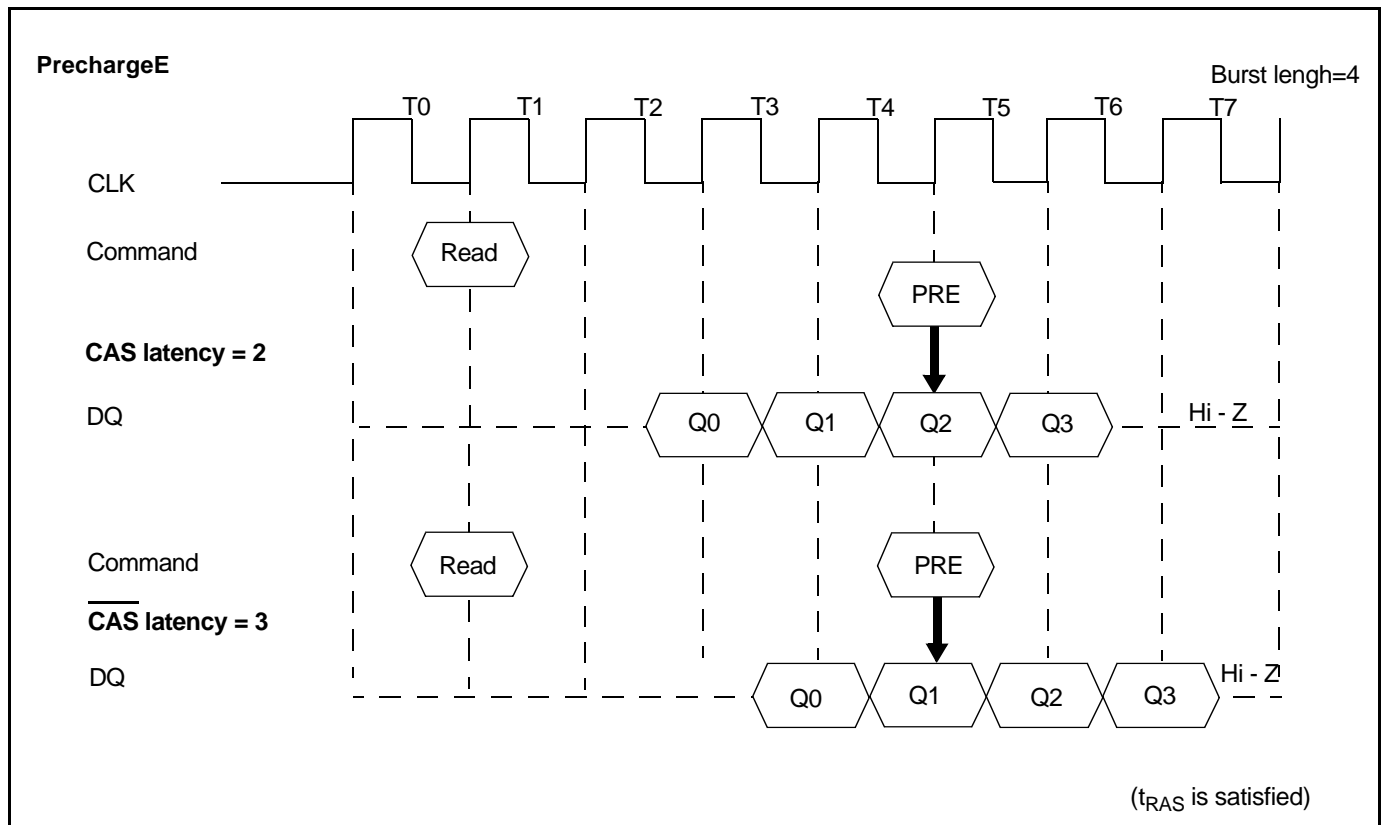 PrechargeE
Burst lengh=4
T0 T1 T2 T3 T4 T5 T6 T7
CLK
Command
Read
PRE
CAS latency = 2
DQ
Q0 Q1 Q2 Q3
Hi - Z
Command
Read
PRE
CAS latency = 3
DQ
Q0 Q1 Q2 Q3
Hi - Z
(tRAS is satisfied)